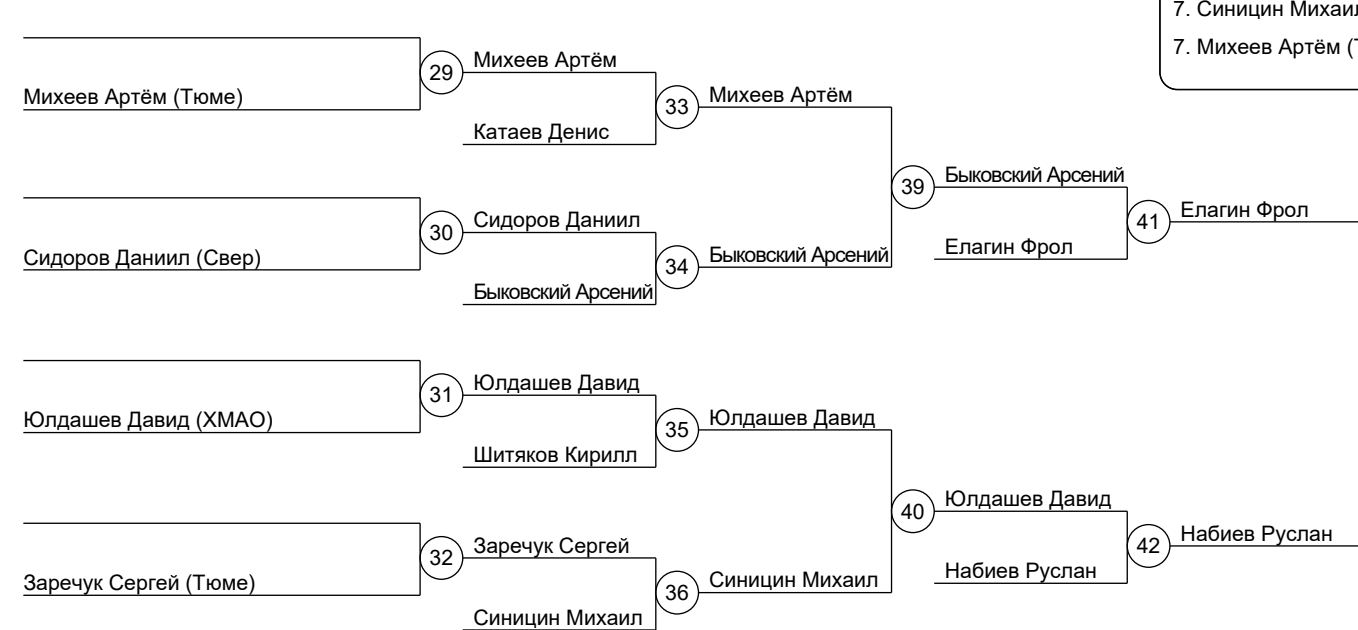 7. Синицин Михаил
7. Михеев Артём (Т
Михеев Артём (Тюме)
29
Михеев Артём
Катаев Денис
33
Михеев Артём
Сидоров Даниил (Свер)
30
Сидоров Даниил
Быковский Арсений
34
Быковский Арсений
39
Быковский Арсений
Елагин Фрол
41
Елагин Фрол
Юлдашев Давид (ХМАО)
31
Юлдашев Давид
Шитяков Кирилл
35
Юлдашев Давид
Заречук Сергей (Тюме)
32
Заречук Сергей
Синицин Михаил
36
Синицин Михаил
40
Юлдашев Давид
Набиев Руслан
42
Набиев Руслан